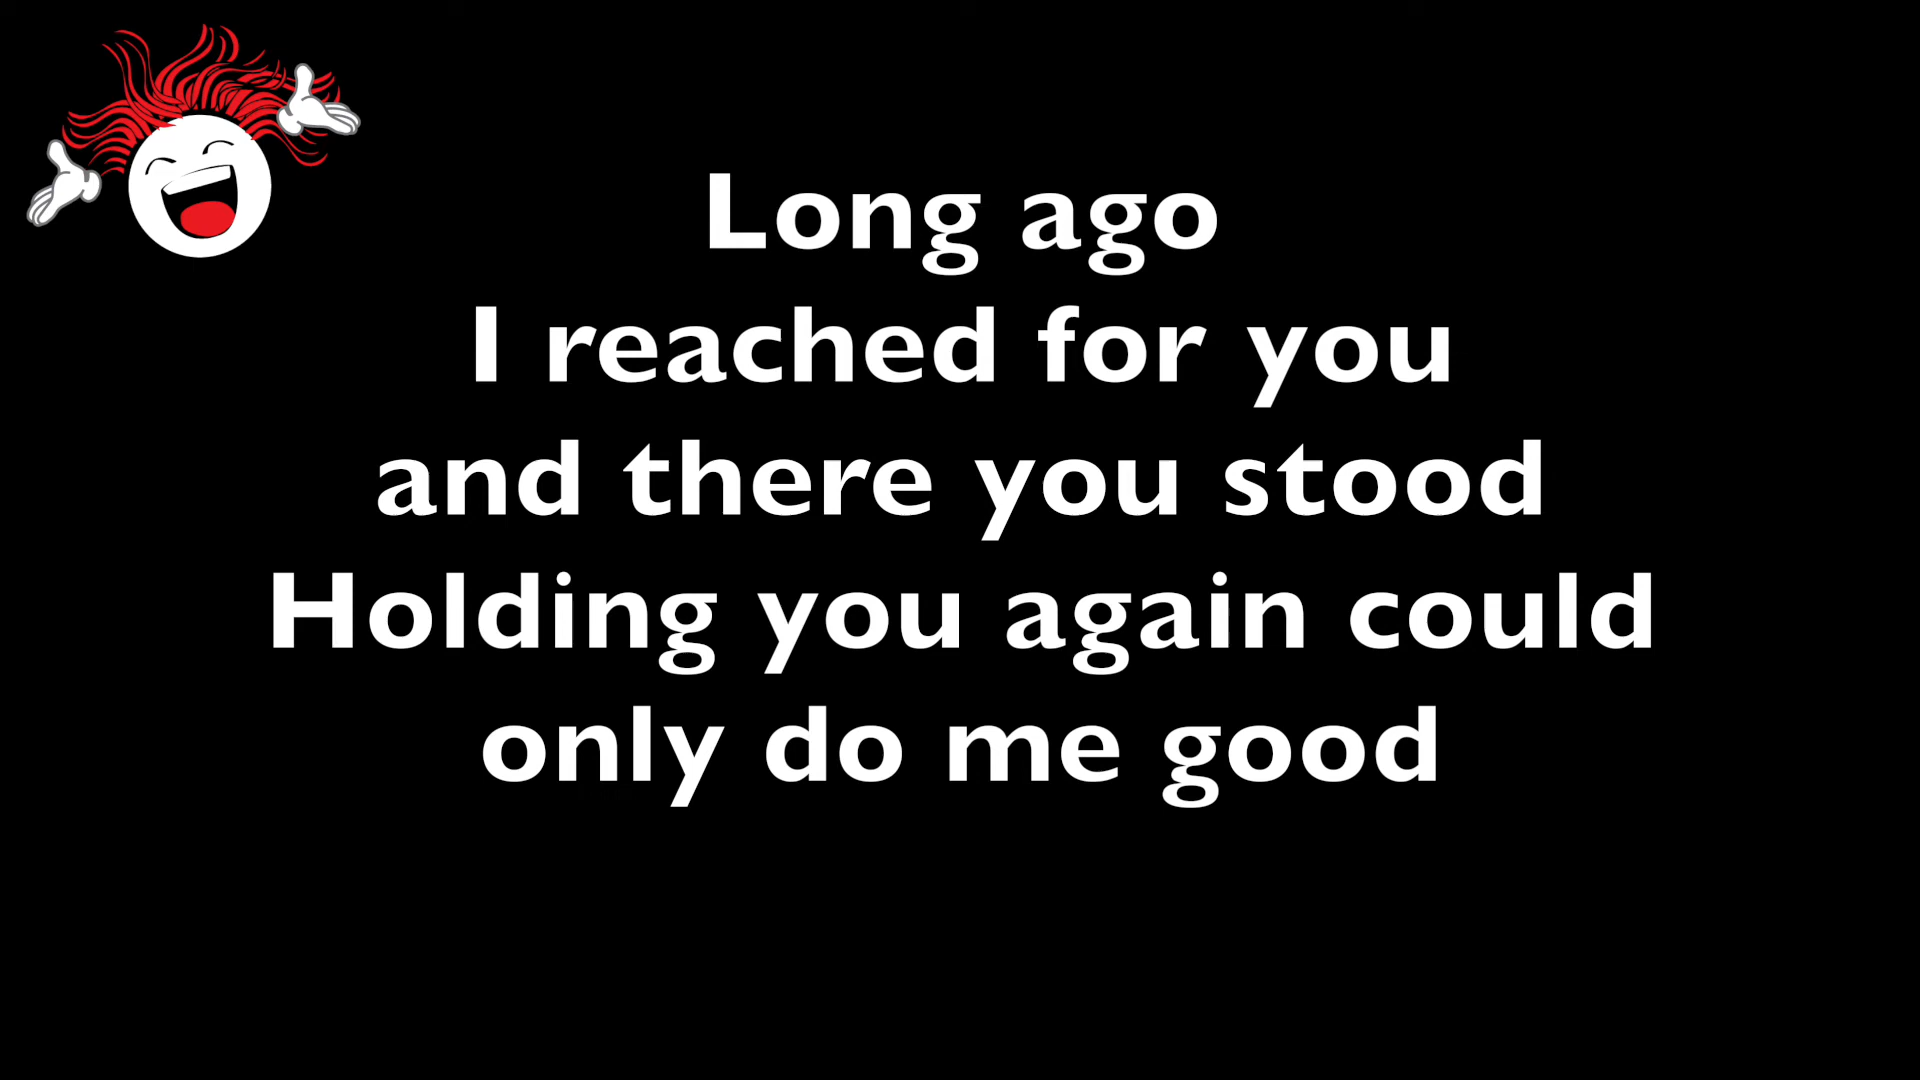 Long ago
I reached for you
and there you stood
Holding you again could
only do me good